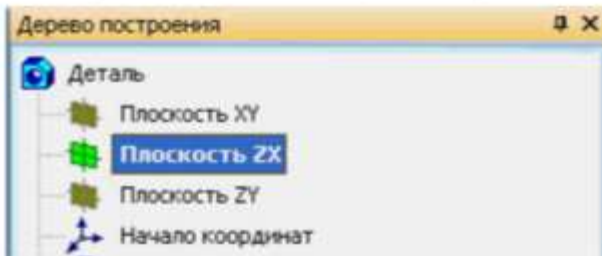 Дерево построения
Деталь
Плоскость XY
Плоскость ZX
Плоскость ZY
Начало координат